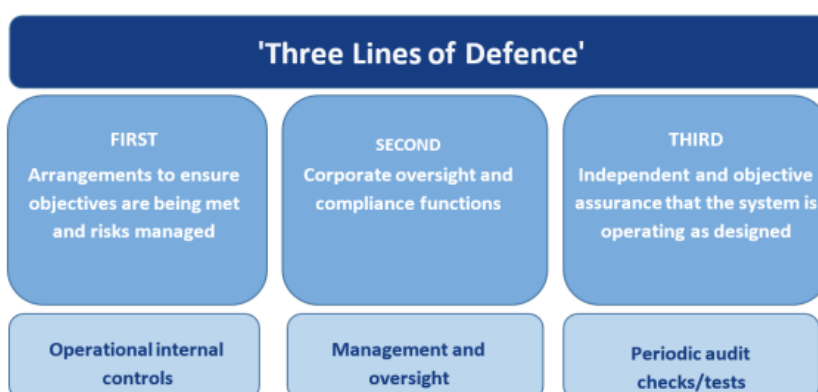 'Three Lines of Defence'
FIRST
Arrangements to ensure
objectives are being met
and risks managed
SECOND
Corporate oversight and
compliance functions
THIRD
Independent and objective
assurance that the system is
operating as designed
Operational internal
controls
Management and
oversight
Periodic audit
checks/tests